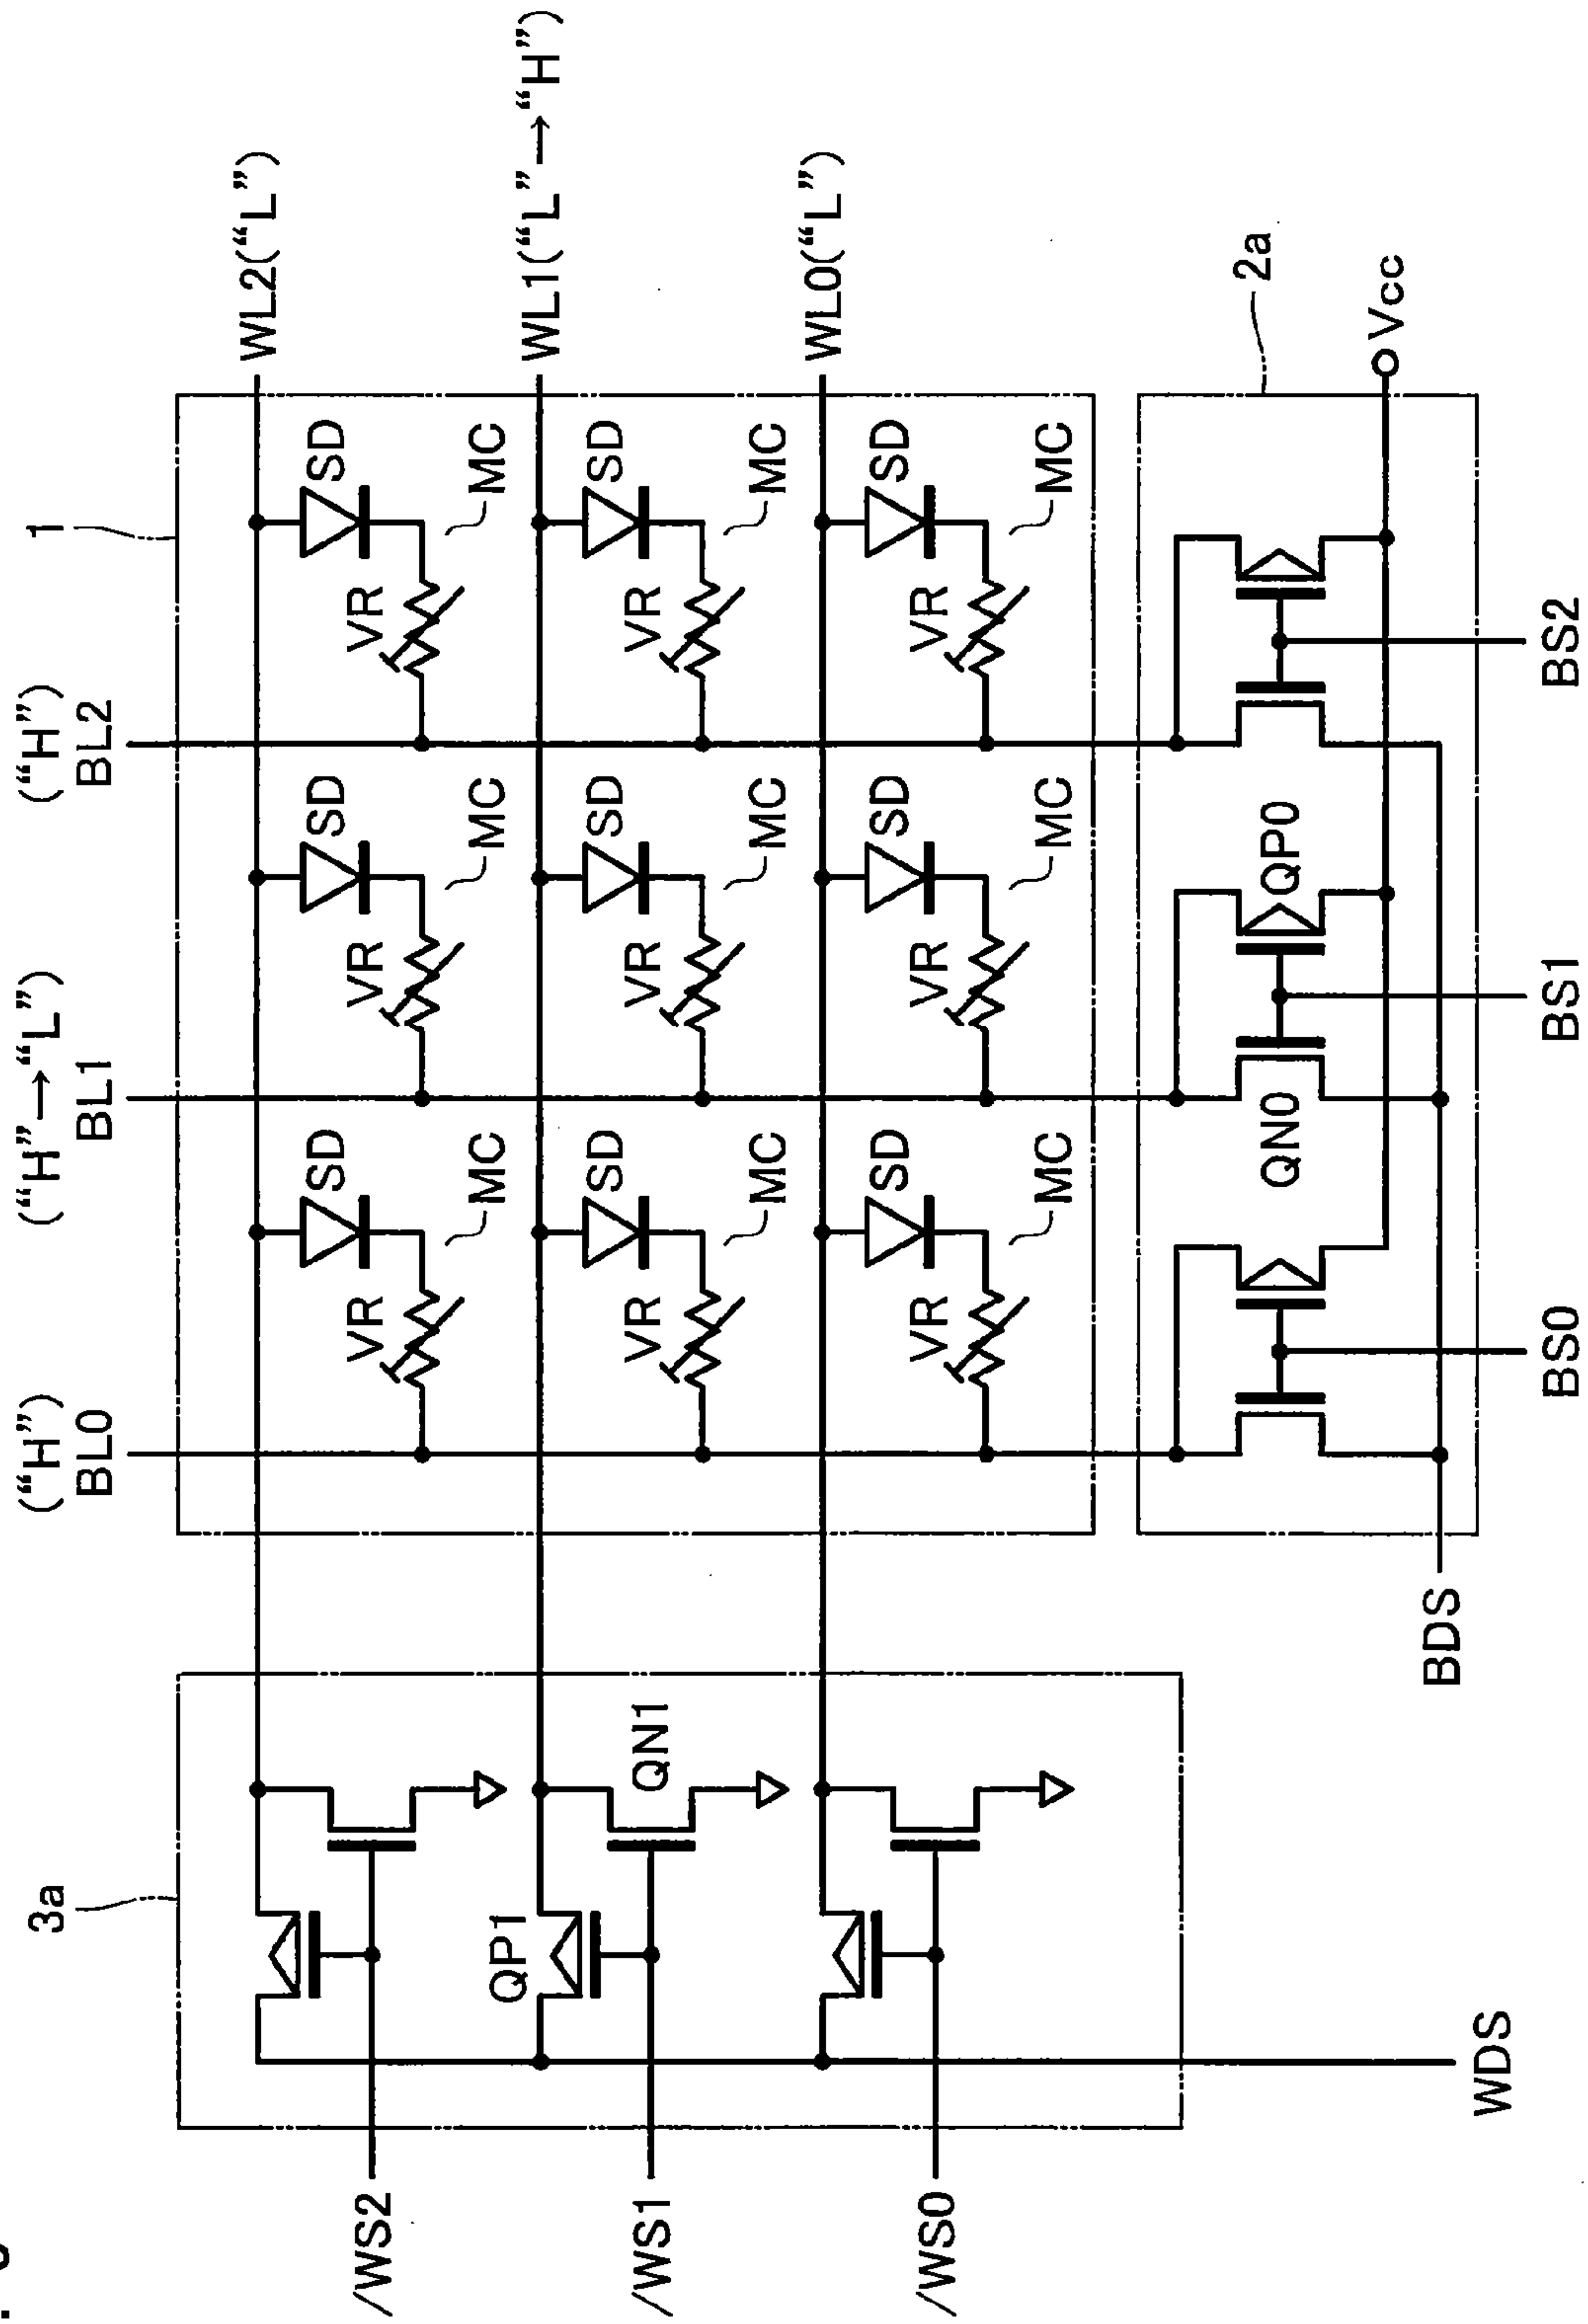 3a
(“H”) (“H”→“L”) (“H”) 1
BL0 BL1 BL2
WL2(“L”)
SD SD SD
/WS2 VR VR VR
MC MC MC
QP1
WL1(“L”→“H”)
SD SD SD
/WS1 QN1 VR VR VR
MC MC MC
WL0(“L”)
SD SD SD
/WS0 VR VR VR
MC MC MC
2a
QN0 QP0
Vcc
BDS
WDS
BS0 BS1 BS2